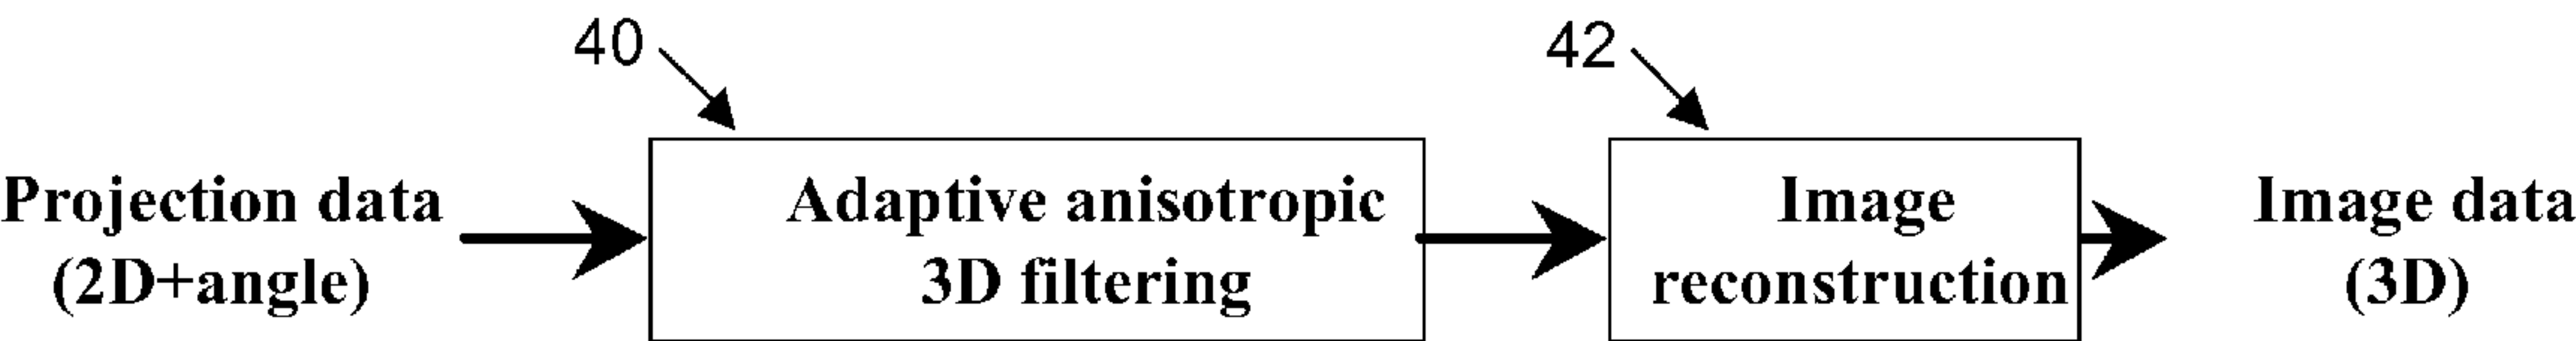 40
42
Projection data
(2D+angle)
Adaptive anisotropic
3D filtering
Image
reconstruction
Image data
(3D)